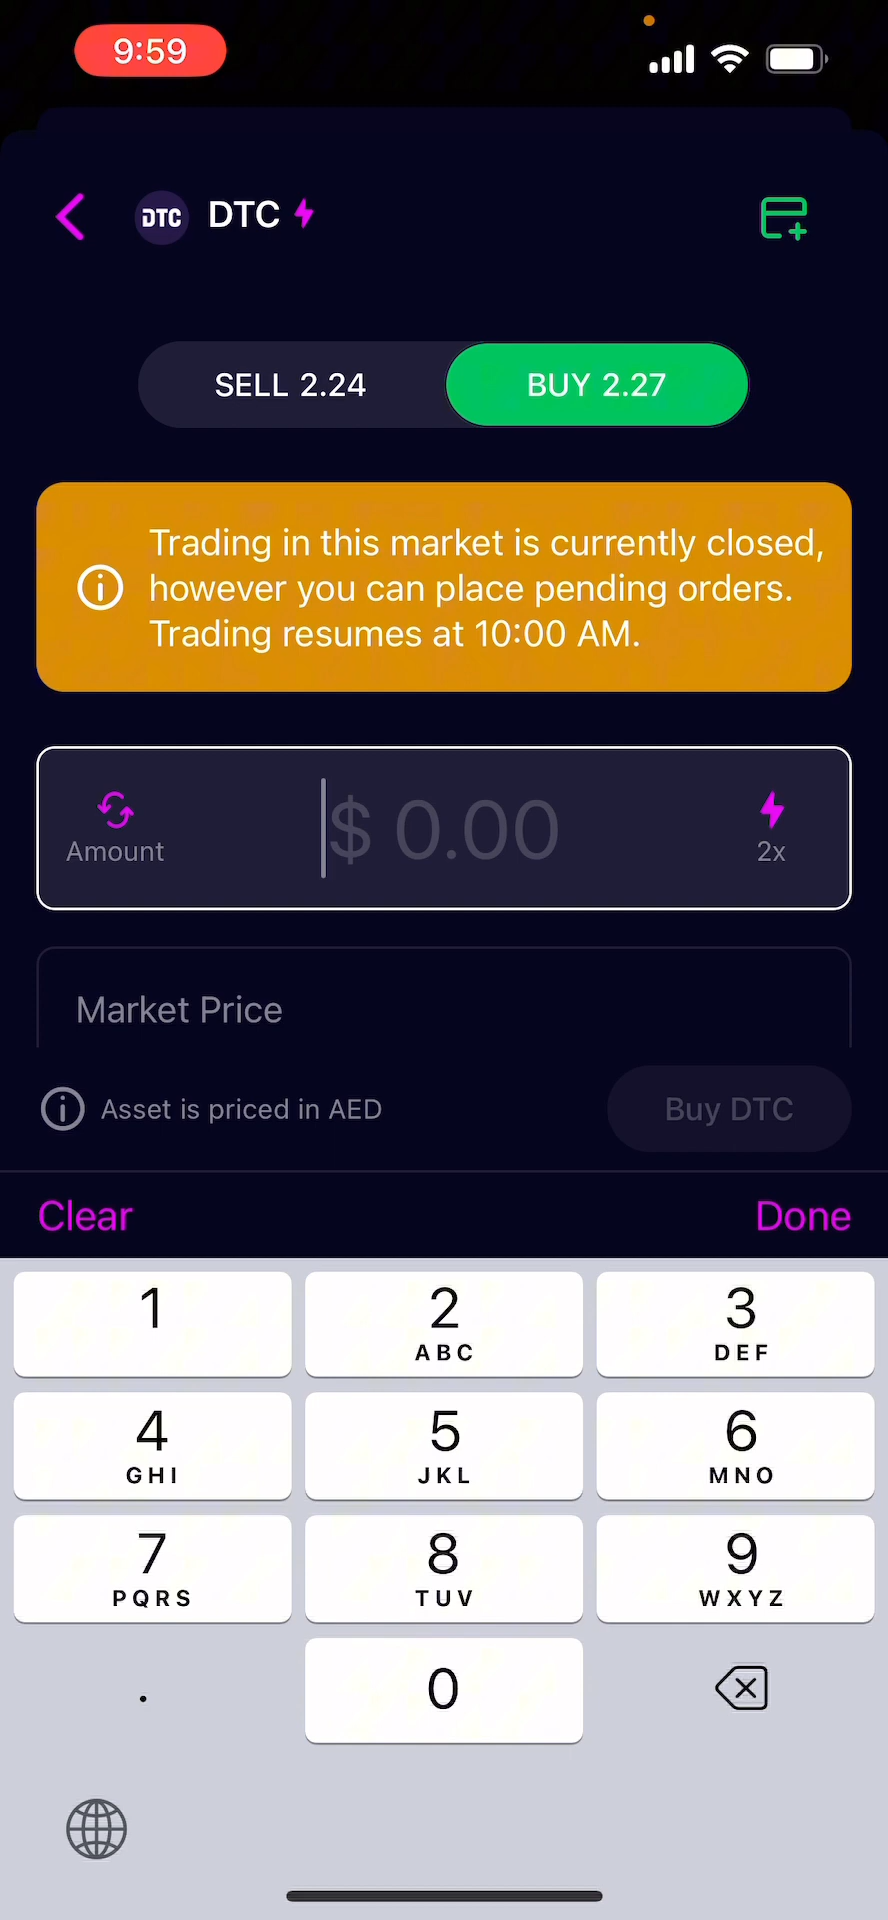 9:59
DTC DTC
SELL 2.24 BUY 2.27
Trading in this market is currently closed,
however you can place pending orders.
Trading resumes at 10:00 AM.
$ 0.00
Amount 2x
Market Price
Asset is priced in AED Buy DTC
Clear Done
1 2 3
ABC DEF
4 5 6
GHI JKL MNO
7 8 9
PQRS TUV WXYZ
. 0